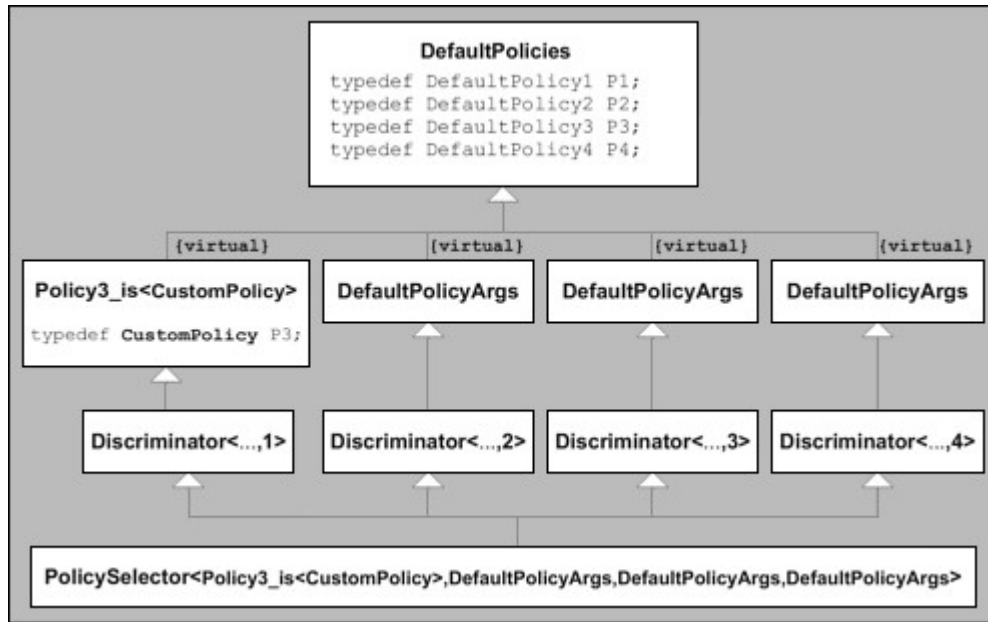 DefaultPolicies
typedef DefaultPolicy1 P1;
typedef DefaultPolicy2 P2;
typedef DefaultPolicy3 P3;
typedef DefaultPolicy4 P4;
{virtual} {virtual} {virtual} {virtual}
Policy3_is<CustomPolicy>
typedef CustomPolicy P3;
DefaultPolicyArgs
DefaultPolicyArgs
DefaultPolicyArgs
Discriminator<...,1>
Discriminator<...,2>
Discriminator<...,3>
Discriminator<...,4>
PolicySelector<Policy3_is<CustomPolicy>,DefaultPolicyArgs,DefaultPolicyArgs,DefaultPolicyArgs>